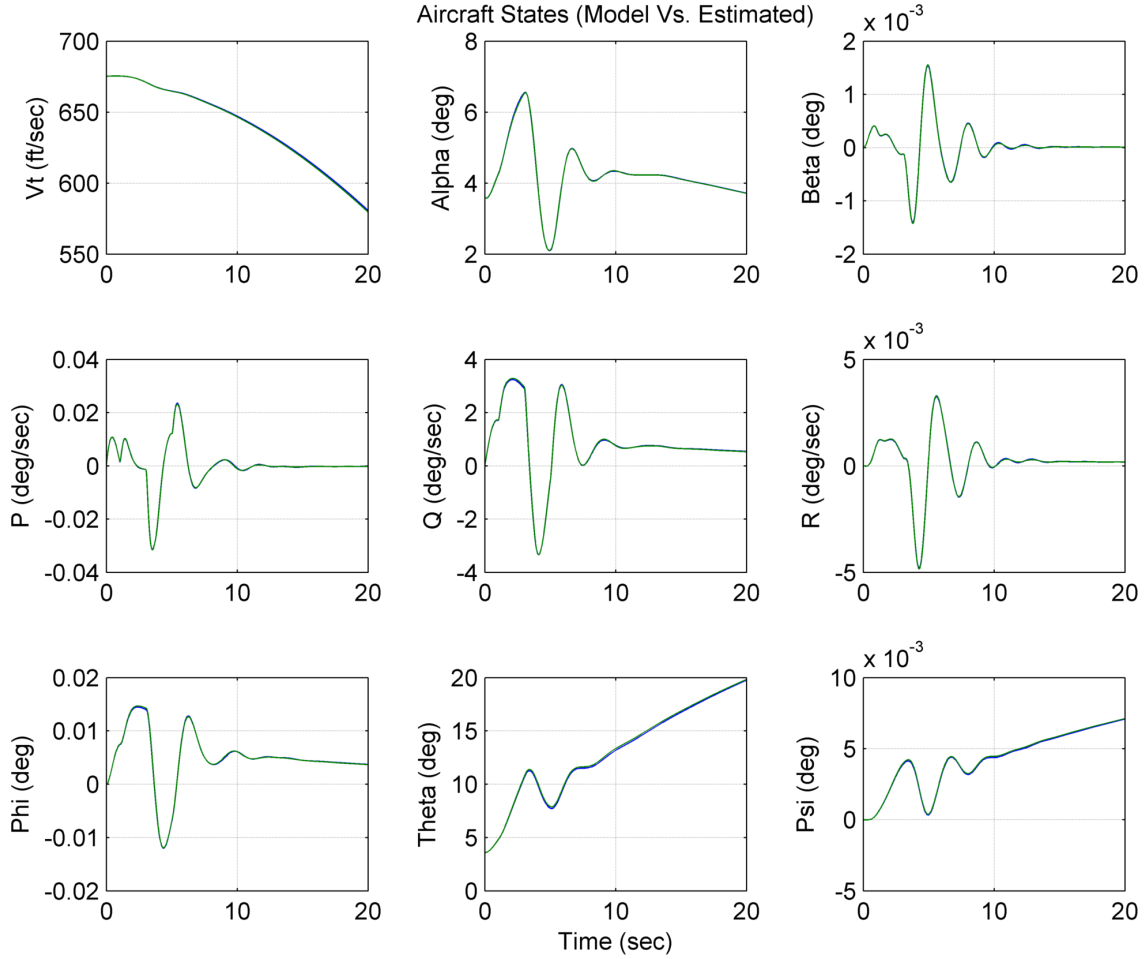 Aircraft States (Model Vs. Estimated)
700
650
600
550
Vt (ft/sec)
0 10 20
8
6
4
2
Alpha (deg)
0 10 20
x 10^-3
2
1
0
-1
-2
Beta (deg)
0 10 20
0.04
0.02
0
-0.02
-0.04
P (deg/sec)
0 10 20
4
2
0
-2
-4
Q (deg/sec)
0 10 20
x 10^-3
5
0
-5
R (deg/sec)
0 10 20
0.02
0.01
0
-0.01
-0.02
Phi (deg)
0 10 20
20
15
10
5
0
Theta (deg)
0 10 20
x 10^-3
10
5
0
-5
Psi (deg)
0 10 20
Time (sec)